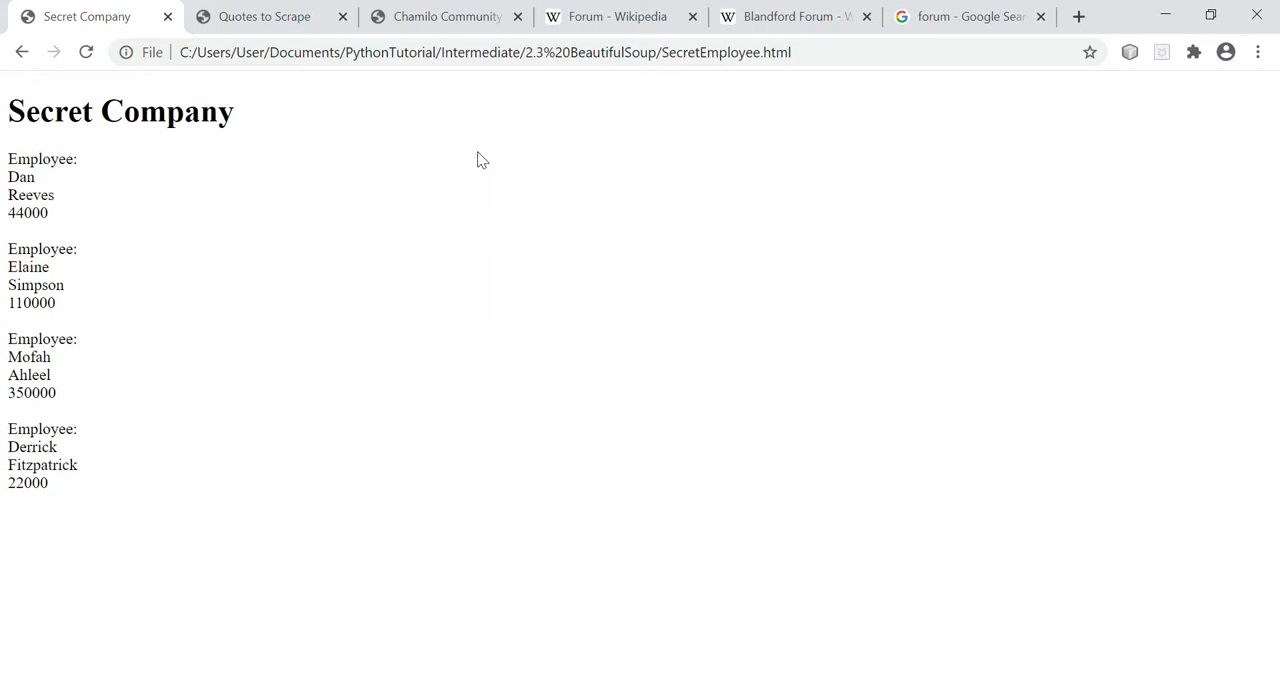 Secret Company
Quotes to Scrape
Chamilo Community
Forum - Wikipedia
Blandford Forum - W
forum - Google Sear
File
C:/Users/User/Documents/PythonTutorial/Intermediate/2.3%20BeautifulSoup/SecretEmployee.html
Secret Company
Employee:
Dan
Reeves
44000
Employee:
Elaine
Simpson
110000
Employee:
Mofah
Ahleel
350000
Employee:
Derrick
Fitzpatrick
22000